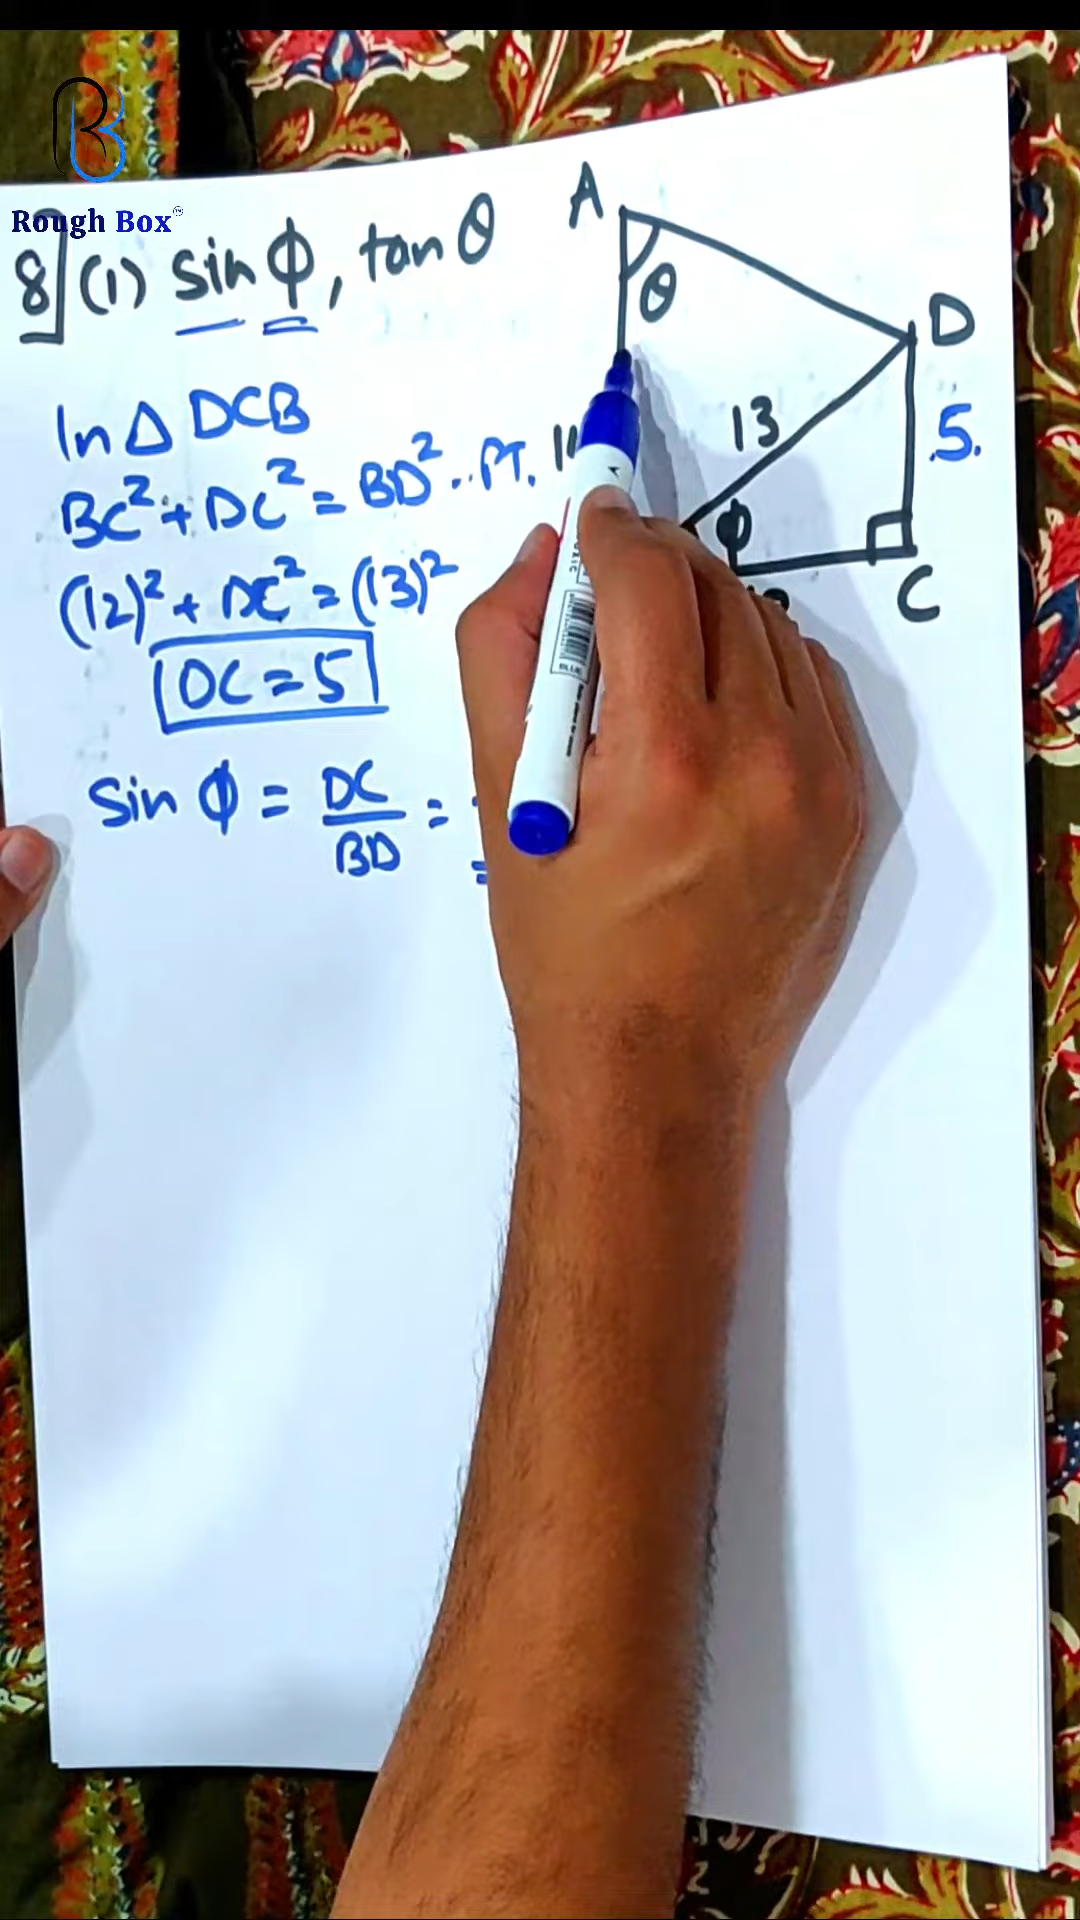 Rough Box
8] (1) sin ϕ, tan θ
In Δ DCB
BC² + DC² = BD² .. PT.
(12)² + DC² = (13)²
DC = 5
sin ϕ = DC/BD =
A
θ
D
13
5.
ϕ
C